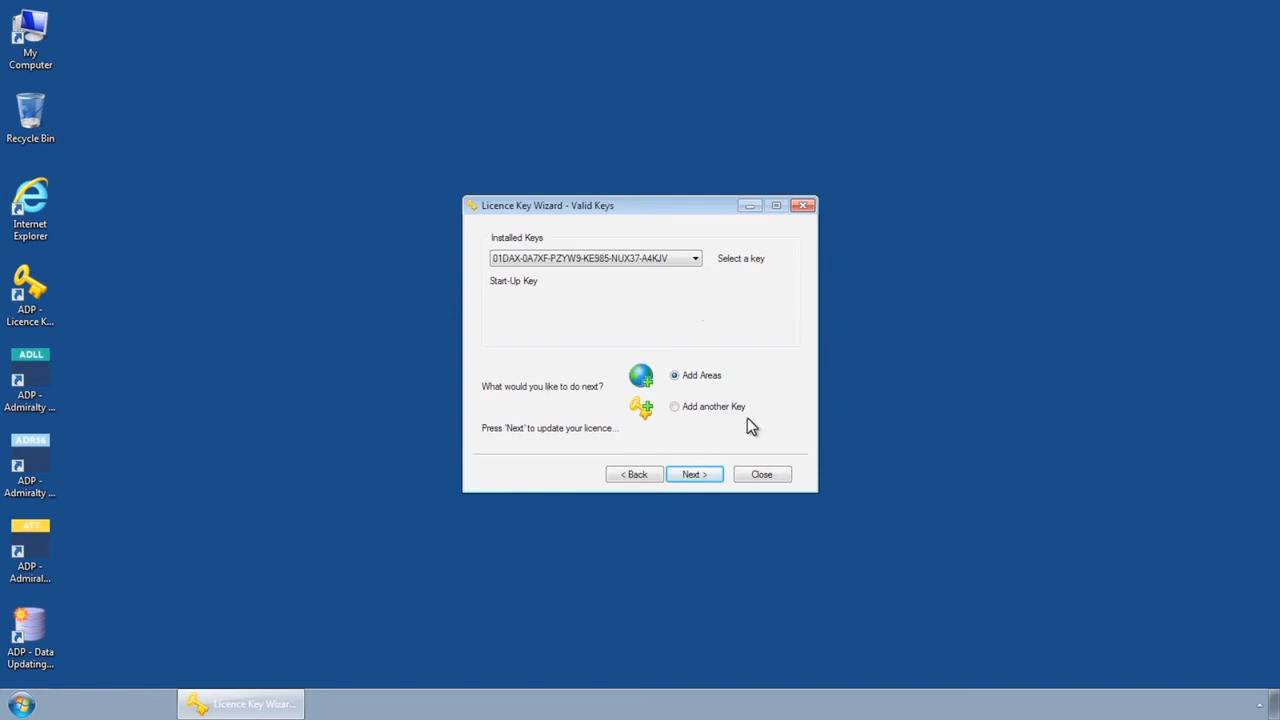 My
Computer
Recycle Bin
Internet
Explorer
ADP -
Licence K...
ADLL
ADP -
Admiralty ...
ADRS6
ADP -
Admiralty ...
ATT
ADP -
Admiral...
ADP - Data
Updating...
Licence Key Wizard - Valid Keys
Installed Keys
01DAX-0A7XF-PZYW9-KE985-NUX37-A4KJV
Select a key
Start-Up Key
What would you like to do next?
Add Areas
Add another Key
Press 'Next' to update your licence...
< Back
Next >
Close
Licence Key Wizar...